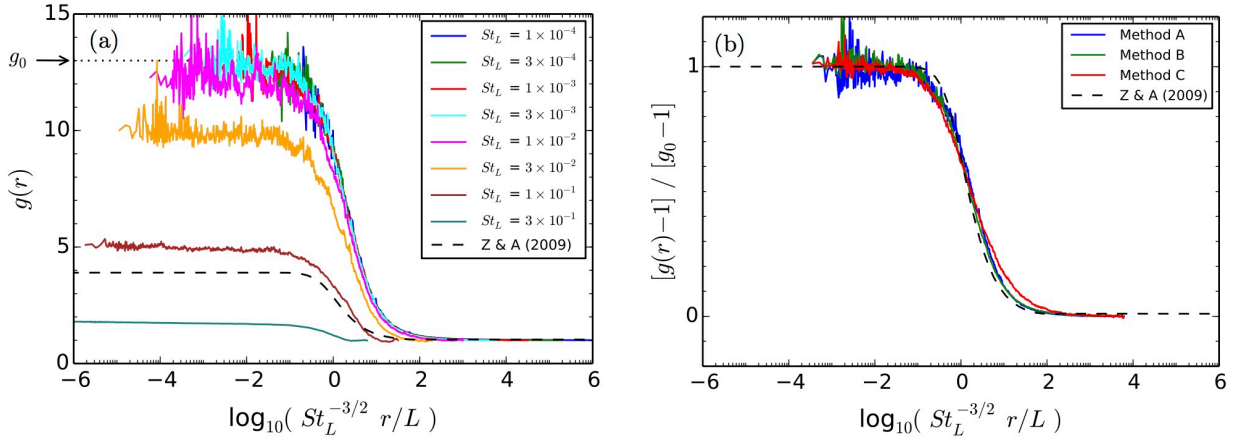 (a)
g₀
15
10
5
0
g(r)
St_L = 1 × 10⁻⁴
St_L = 3 × 10⁻⁴
St_L = 1 × 10⁻³
St_L = 3 × 10⁻³
St_L = 1 × 10⁻²
St_L = 3 × 10⁻²
St_L = 1 × 10⁻¹
St_L = 3 × 10⁻¹
Z & A (2009)
−6 −4 −2 0 2 4 6
log₁₀( St_L^{−3/2} r/L )
(b)
1
0
[g(r)−1] / [g₀−1]
Method A
Method B
Method C
Z & A (2009)
−6 −4 −2 0 2 4 6
log₁₀( St_L^{−3/2} r/L )